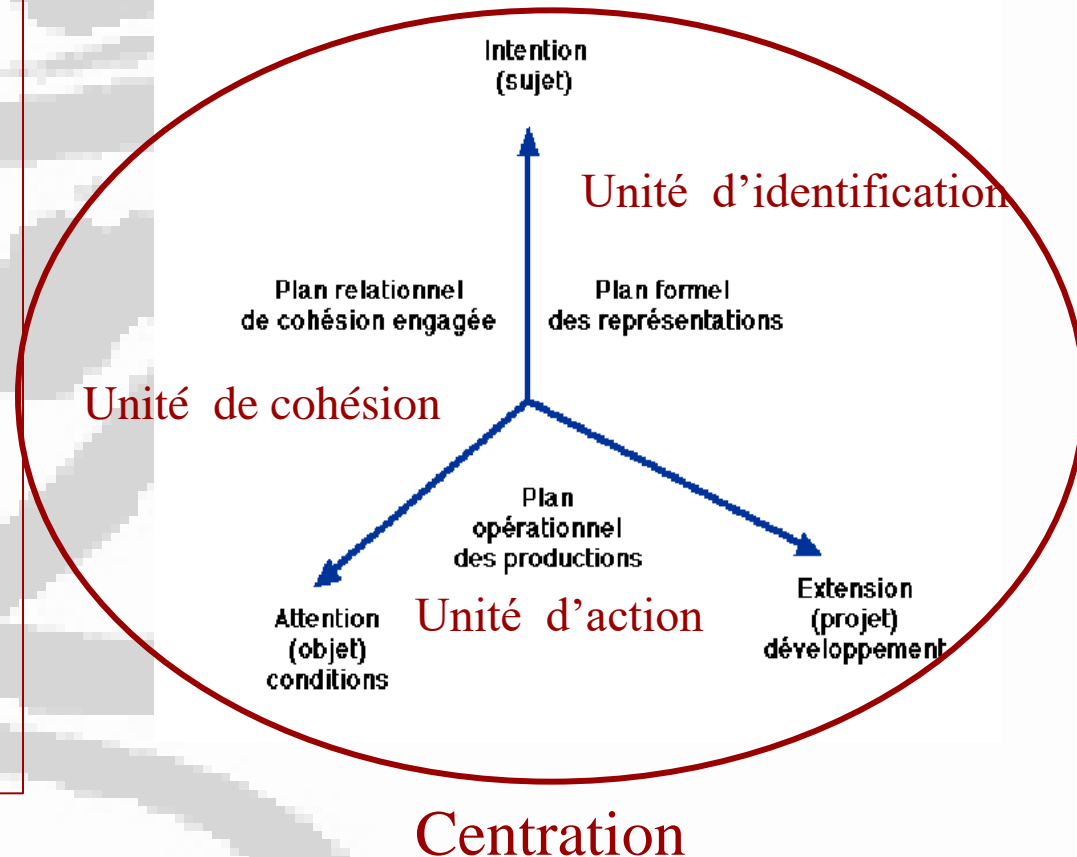 Intention
(sujet)
Unité d’identification
Plan relationnel
de cohésion engagée
Plan formel
des représentations
Unité de cohésion
Plan
opérationnel
des productions
Unité d’action
Attention
(objet)
conditions
Extension
(projet)
développement
Centration